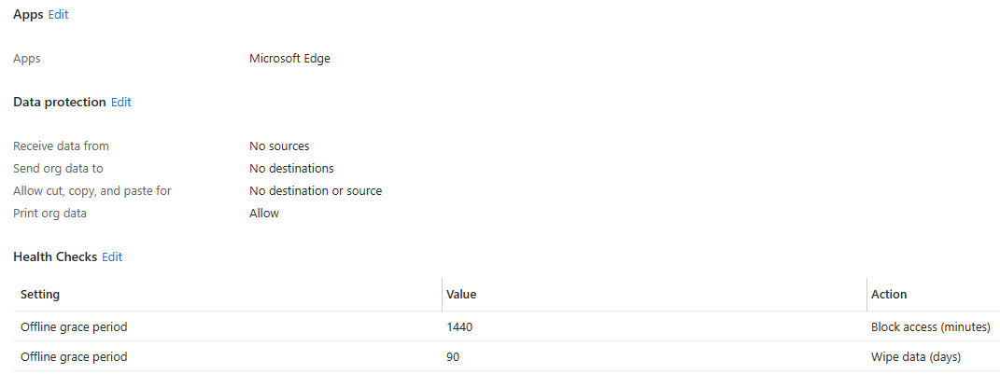 Apps Edit
Apps Microsoft Edge
Data protection Edit
Receive data from No sources
Send org data to No destinations
Allow cut, copy, and paste for No destination or source
Print org data Allow
Health Checks Edit
Setting Value Action
Offline grace period 1440 Block access (minutes)
Offline grace period 90 Wipe data (days)